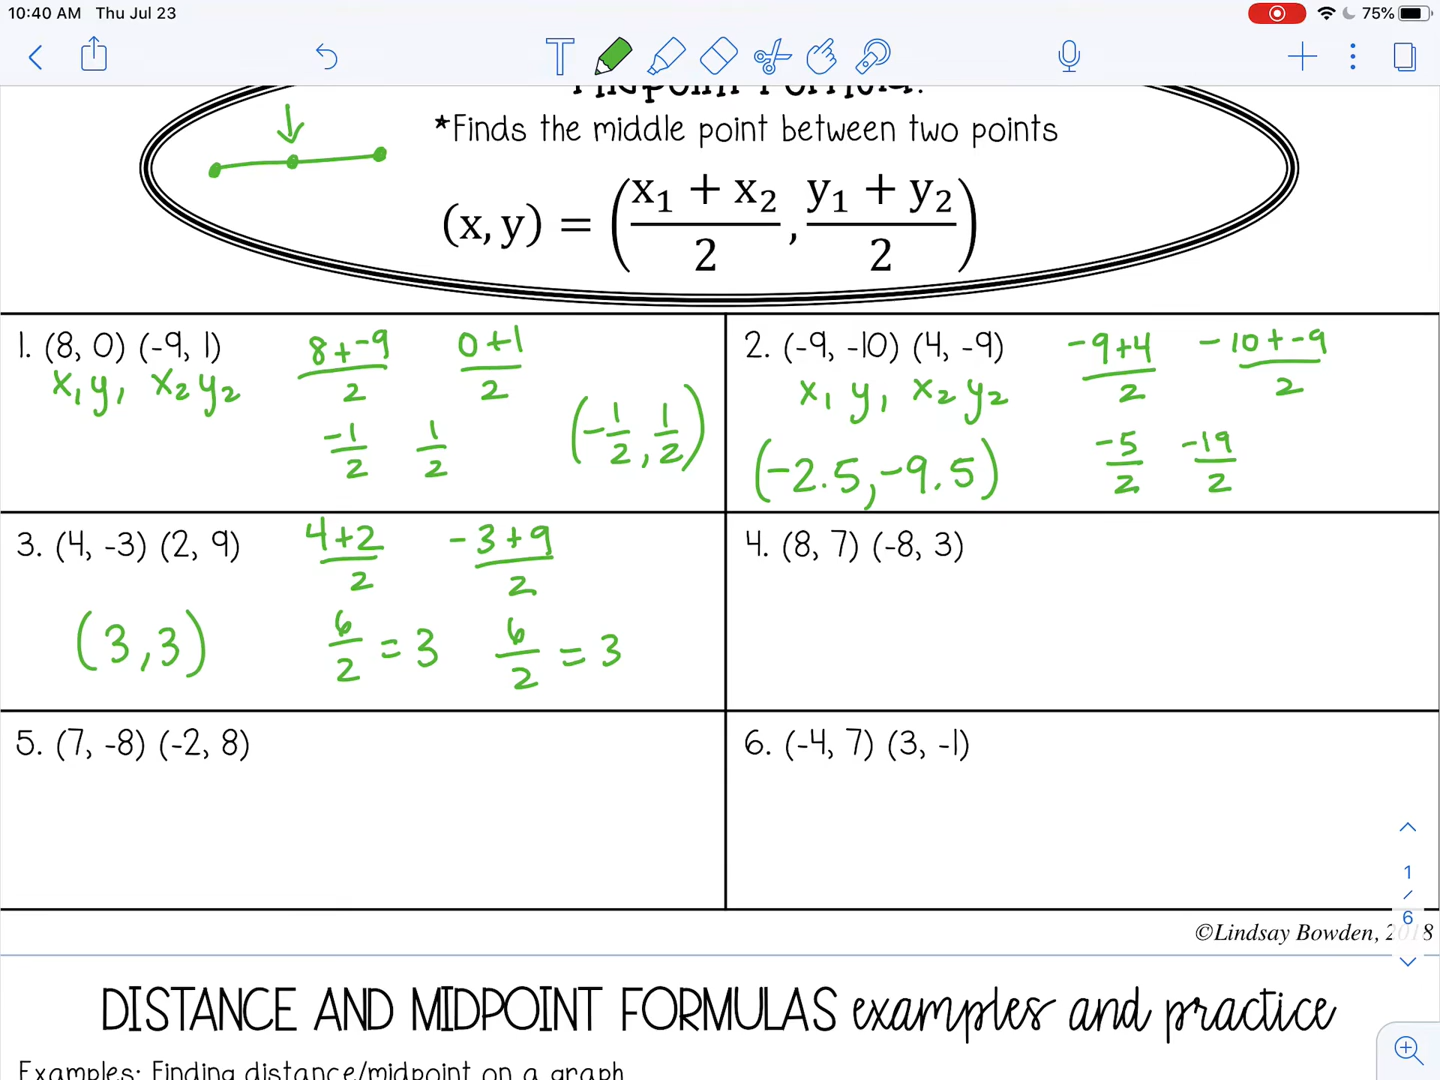 10:40 AM Thu Jul 23
75%
T
Midpoint Formula:
*Finds the middle point between two points
(x, y) = (x₁ + x₂ / 2, y₁ + y₂ / 2)
1. (8, 0) (-9, 1)
x₁ y₁ x₂ y₂
8 + -9 / 2
0 + 1 / 2
-1/2
1/2
(-1/2, 1/2)
2. (-9, -10) (4, -9)
x₁ y₁ x₂ y₂
-9 + 4 / 2
-10 + -9 / 2
-5/2
-19/2
(-2.5, -9.5)
3. (4, -3) (2, 9)
4 + 2 / 2
-3 + 9 / 2
6/2 = 3
6/2 = 3
(3, 3)
4. (8, 7) (-8, 3)
5. (7, -8) (-2, 8)
6. (-4, 7) (3, -1)
1
/
6
©Lindsay Bowden, 2018
DISTANCE AND MIDPOINT FORMULAS examples and practice
Examples: Finding distance/midpoint on a graph